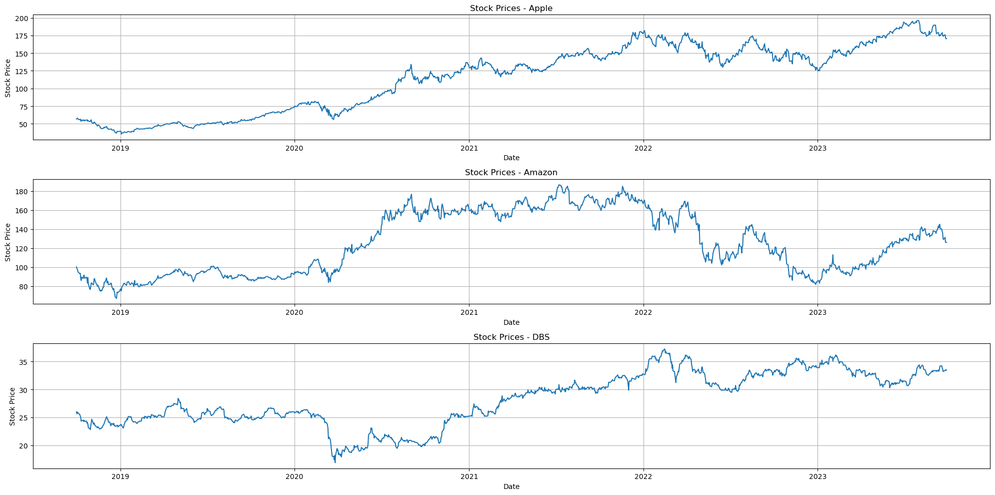 Stock Prices - Apple
200
175
150
125
100
75
50
Stock Price
2019 2020 2021 2022 2023
Date
Stock Prices - Amazon
180
160
140
120
100
80
Stock Price
2019 2020 2021 2022 2023
Date
Stock Prices - DBS
35
30
25
20
Stock Price
2019 2020 2021 2022 2023
Date